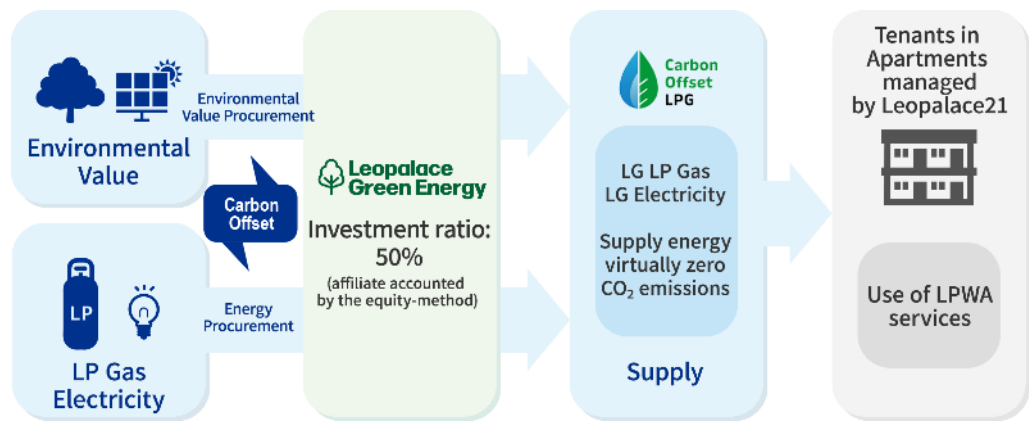 Environmental
Value
Environmental
Value Procurement
Carbon
Offset
LP
LP Gas
Electricity
Energy
Procurement
Leopalace
Green Energy
Investment ratio:
50%
(affiliate accounted
by the equity-method)
Carbon
Offset
LPG
LG LP Gas
LG Electricity
Supply energy
virtually zero
CO₂ emissions
Supply
Tenants in
Apartments
managed
by Leopalace21
Use of LPWA
services